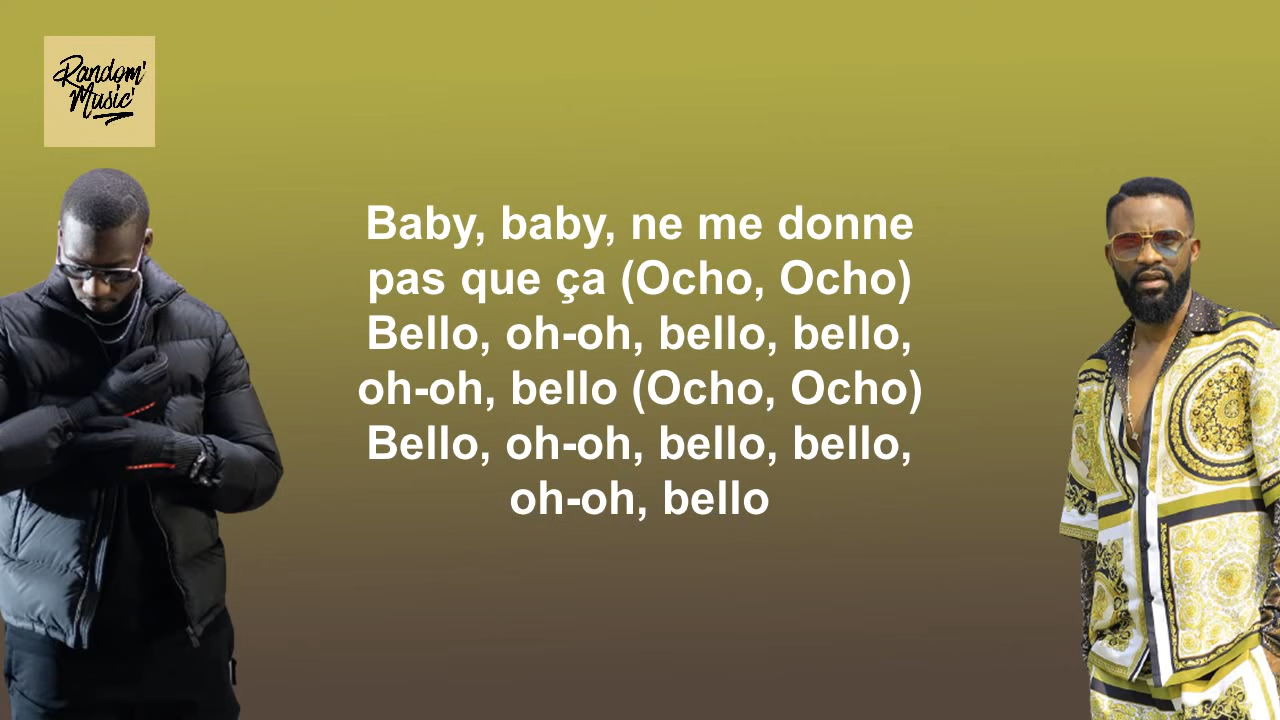 Random'
Music'
Baby, baby, ne me donne
pas que ça (Ocho, Ocho)
Bello, oh-oh, bello, bello,
oh-oh, bello (Ocho, Ocho)
Bello, oh-oh, bello, bello,
oh-oh, bello